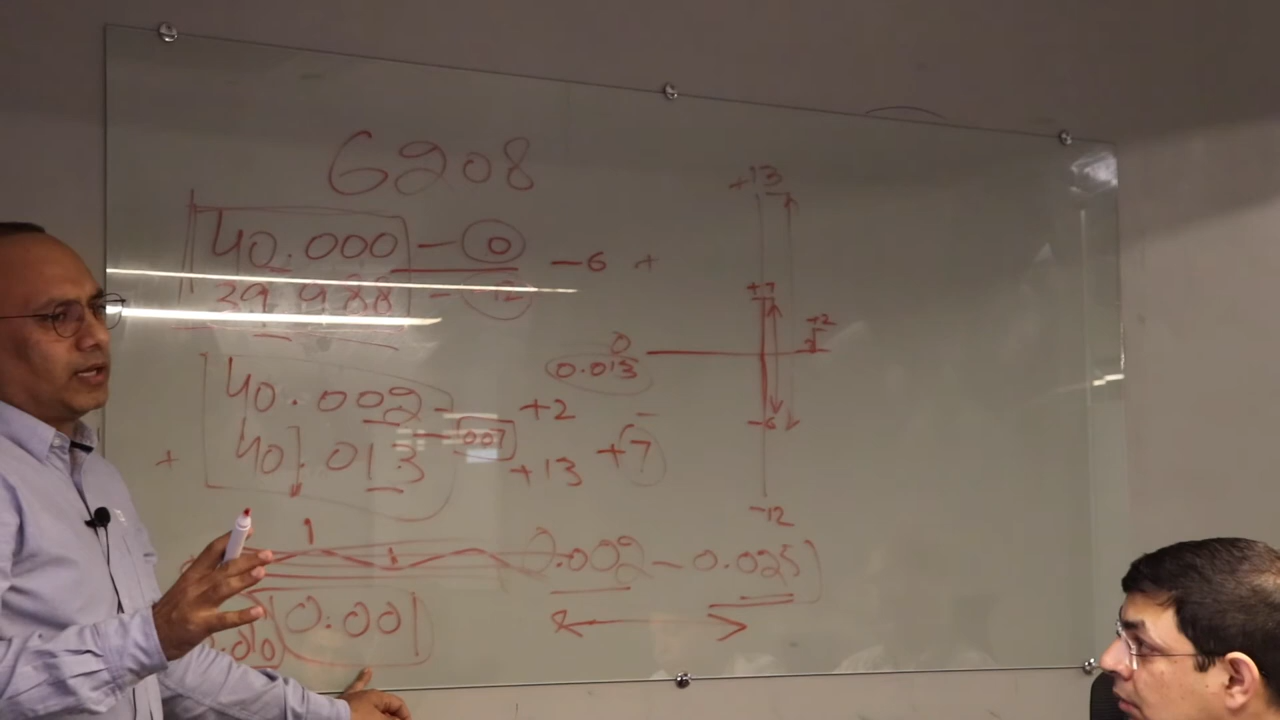 6208
40.000 - 0
-6 +
39.988 - -12
40.002 - +2 -
40.013 - 007 +13 +7
+
0
0.013
0.002 - 0.025
0.001
+13
+7
+2
-6
-12